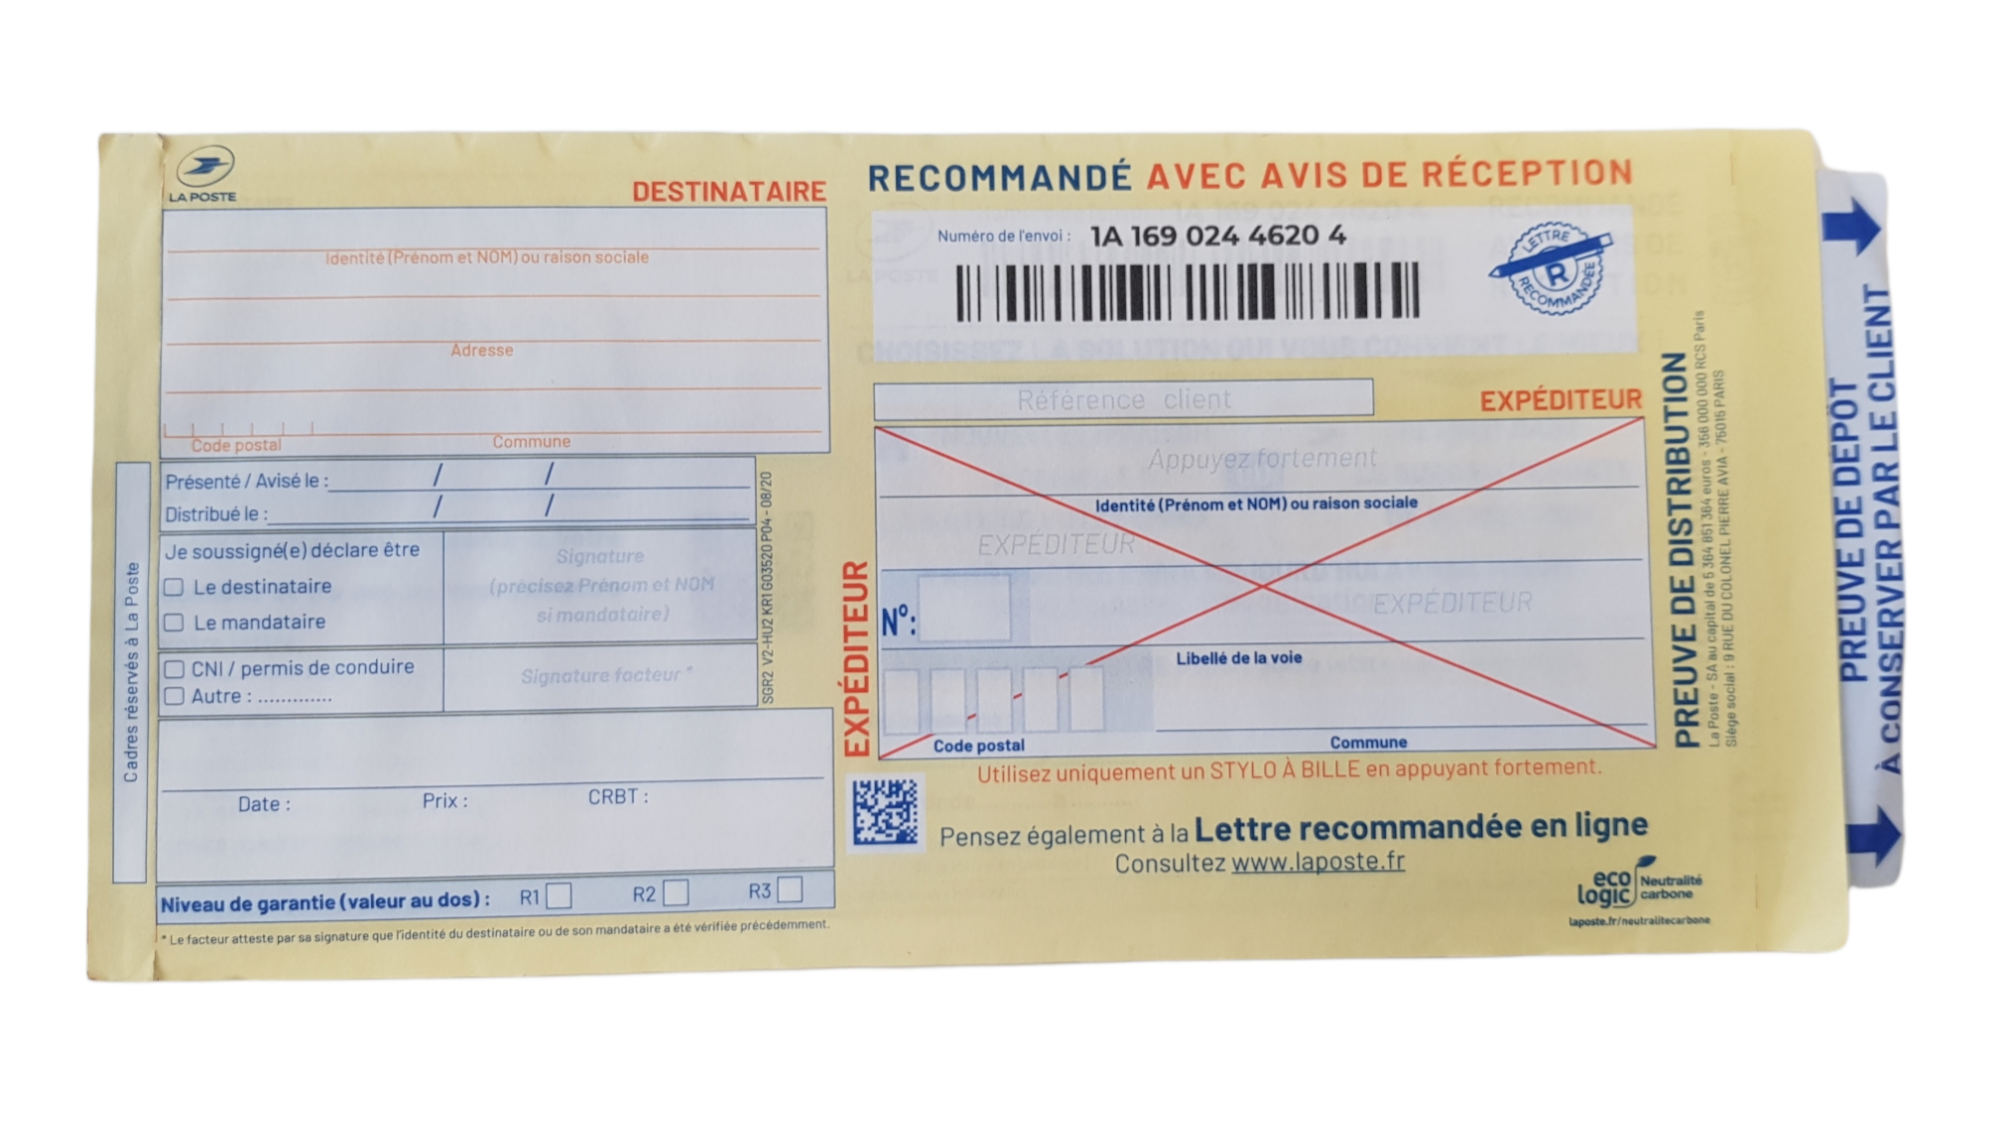 LA POSTE
DESTINATAIRE
Identité (Prénom et NOM) ou raison sociale
Adresse
Code postal Commune
Présenté / Avisé le : / /
Distribué le : / /
Je soussigné(e) déclare être
Le destinataire
Le mandataire
Signature
(précisez Prénom et NOM
si mandataire)
CNI / permis de conduire
Autre : .............
Signature facteur *
Date : Prix : CRBT :
Niveau de garantie (valeur au dos) : R1 R2 R3
* Le facteur atteste par sa signature que l'identité du destinataire ou de son mandataire a été vérifiée précédemment.
Cadres réservés à La Poste
SGR2 V2-HU2 KR1 G03520 P04 - 08/20
RECOMMANDÉ AVEC AVIS DE RÉCEPTION
Numéro de l'envoi : 1A 169 024 4620 4
LETTRE
R
RECOMMANDÉE
Référence client
EXPÉDITEUR
Appuyez fortement
Identité (Prénom et NOM) ou raison sociale
EXPÉDITEUR
EXPÉDITEUR
N°:
Libellé de la voie
Code postal Commune
EXPÉDITEUR
Utilisez uniquement un STYLO À BILLE en appuyant fortement.
Pensez également à la Lettre recommandée en ligne
Consultez www.laposte.fr
eco
logic
Neutralité
carbone
laposte.fr/neutralitecarbone
PREUVE DE DISTRIBUTION
La Poste - SA au capital de 5 364 851 364 euros - 356 000 000 RCS Paris
Siège social : 9 RUE DU COLONEL PIERRE AVIA - 75015 PARIS
PREUVE DE DÉPÔT
À CONSERVER PAR LE CLIENT